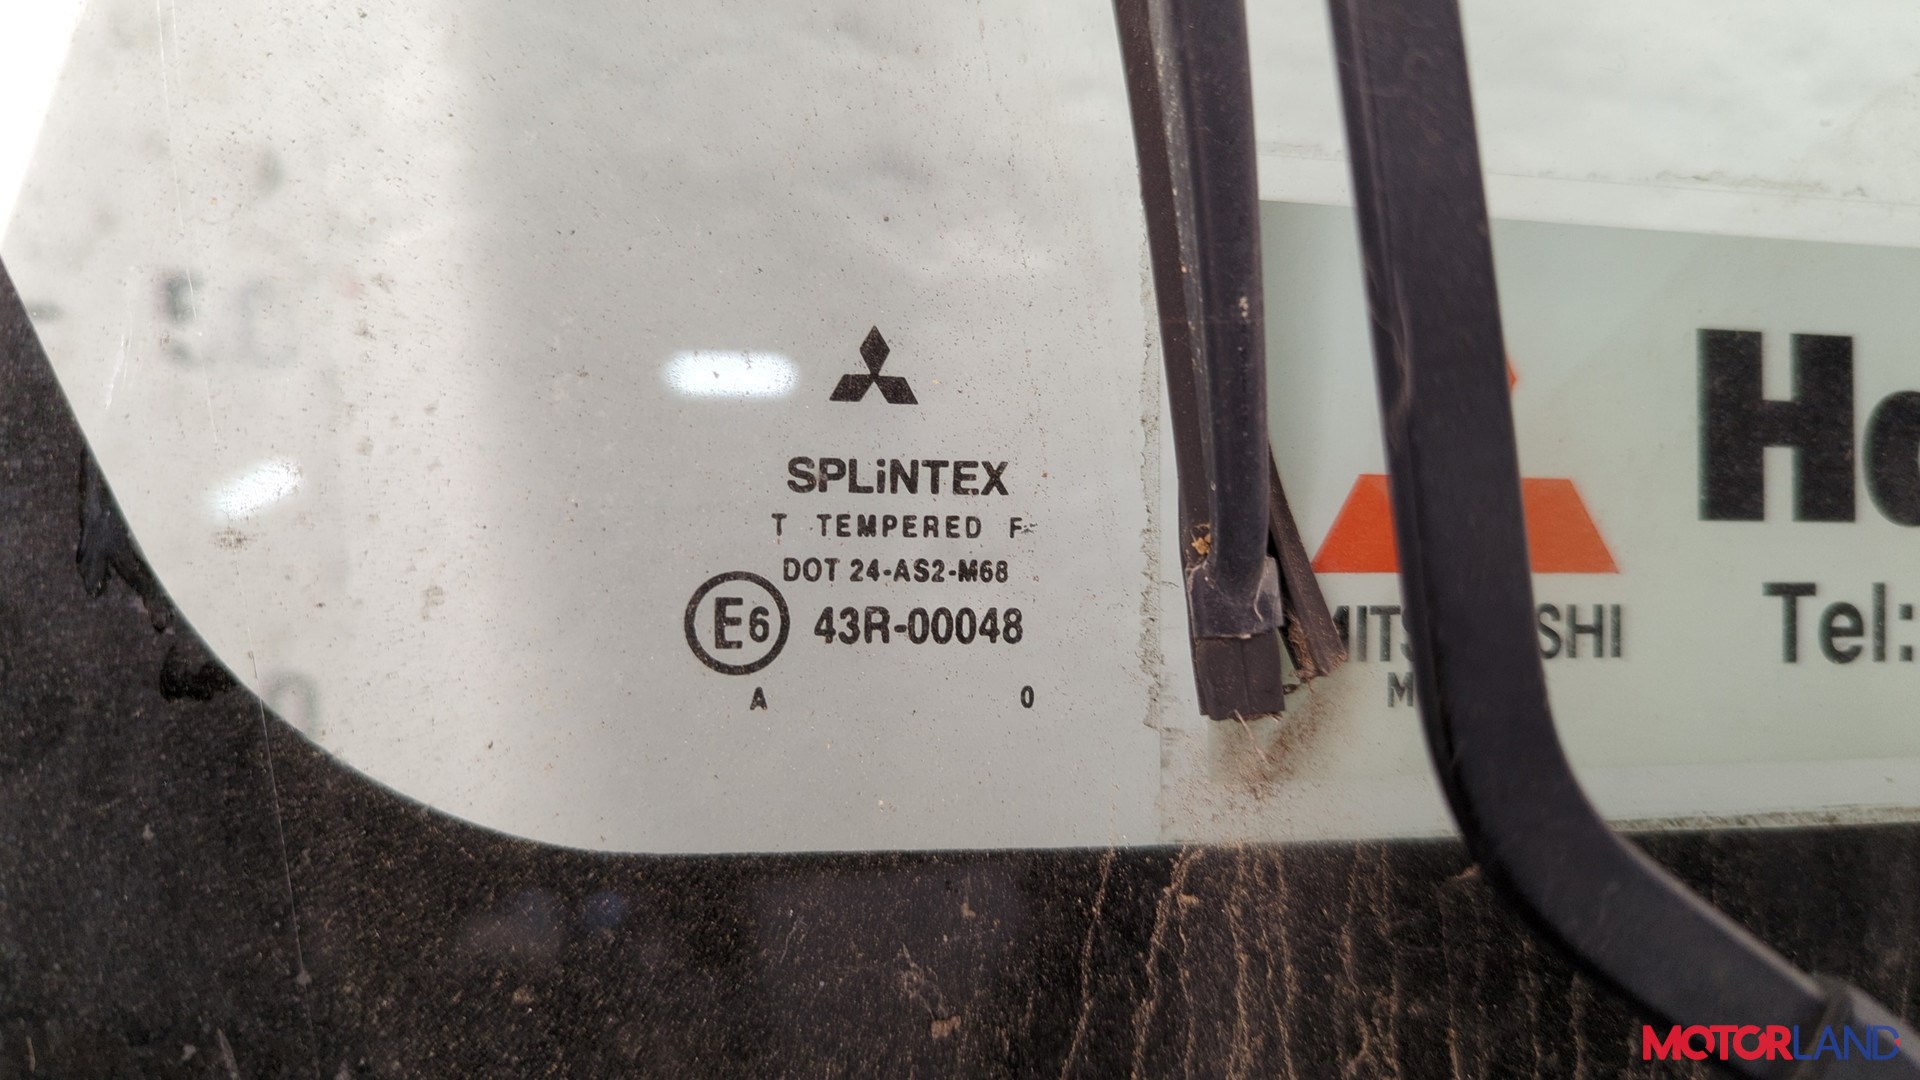 SPLiNTEX
T TEMPERED F
DOT 24-AS2-M68
E6 43R-00048
A 0
Tel:
MOTORLAND